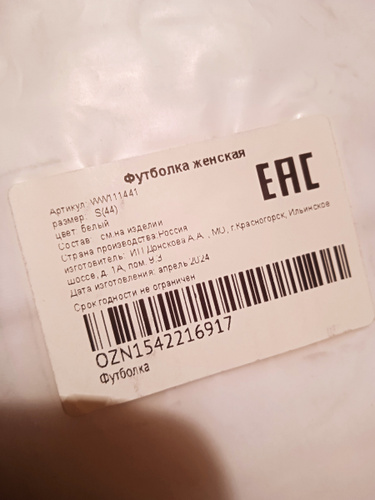 Футболка женская
EAC
Артикул: WW111441
размер: S(44)
цвет: Белый
Состав: см.на изделии
Страна производства:Россия
изготовитель: ИП Донскова А.А., МО, г.Красногорск, Ильинское
шоссе, д. 1А, пом. 9.3
Дата изготовления: апрель 2024
Срок годности не ограничен
OZN1542216917
Футболка